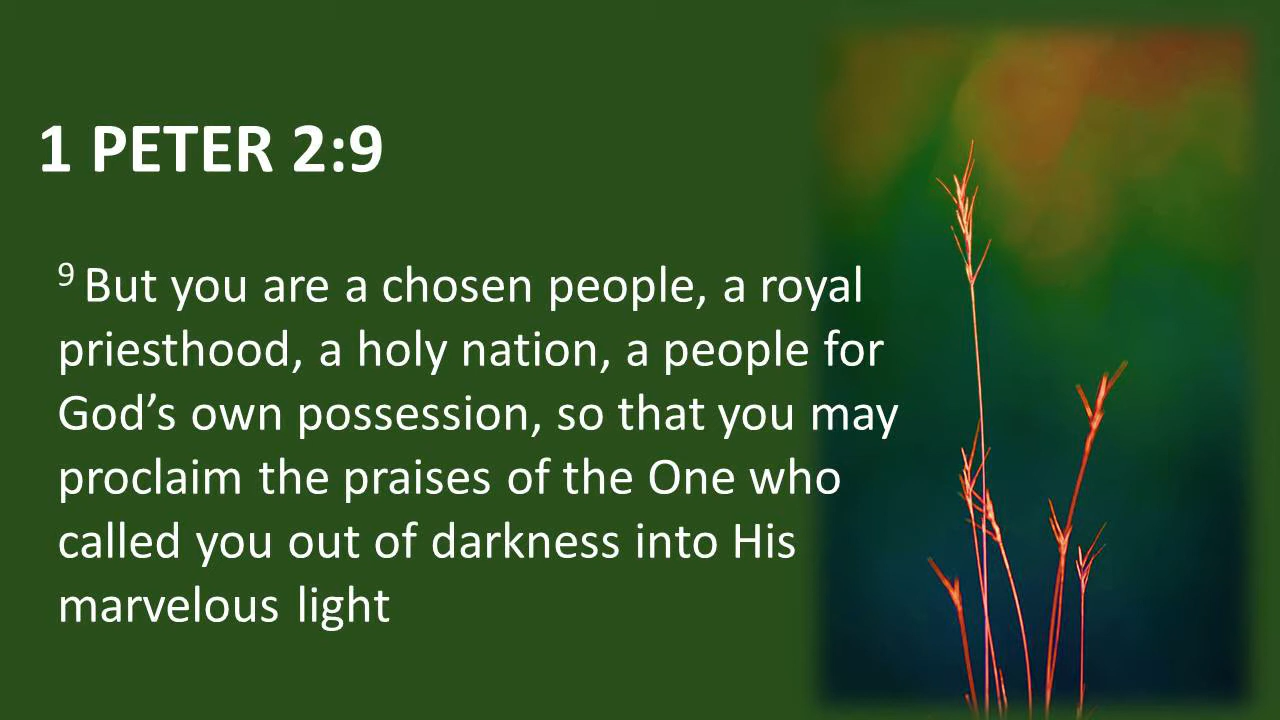 1 PETER 2:9
9 But you are a chosen people, a royal
priesthood, a holy nation, a people for
God’s own possession, so that you may
proclaim the praises of the One who
called you out of darkness into His
marvelous light